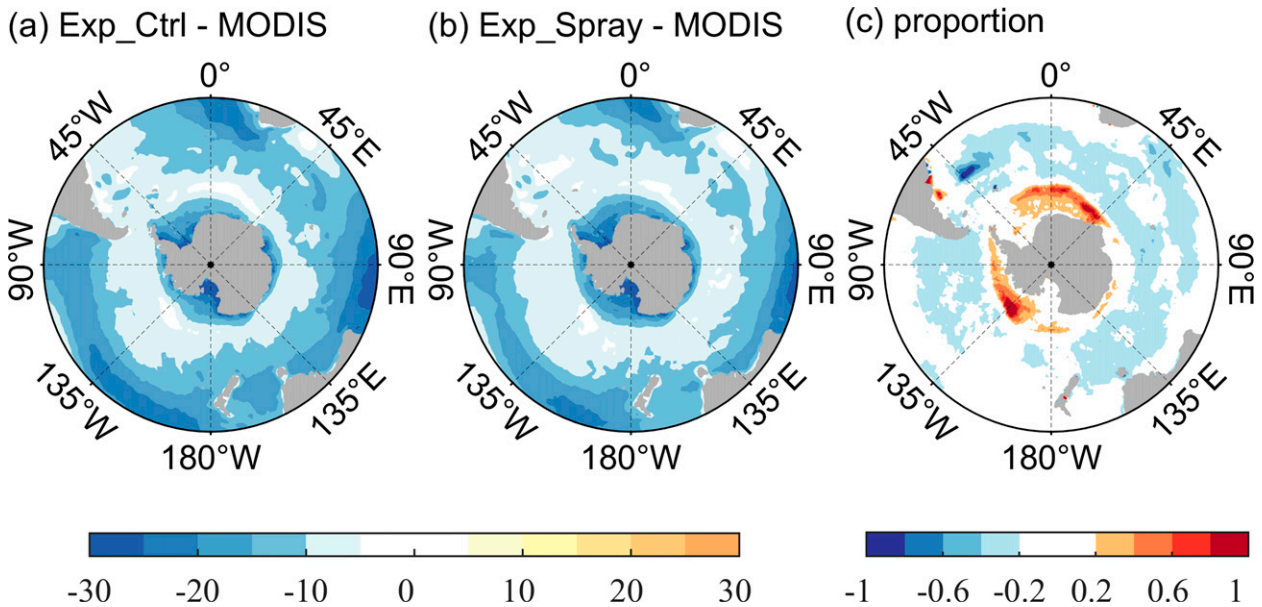 (a) Exp_Ctrl - MODIS
(b) Exp_Spray - MODIS
(c) proportion
0°
45°E
90°E
135°E
180°W
135°W
90°W
45°W
0°
45°E
90°E
135°E
180°W
135°W
90°W
45°W
0°
45°E
90°E
135°E
180°W
135°W
90°W
45°W
-30 -20 -10 0 10 20 30
-1 -0.6 -0.2 0.2 0.6 1